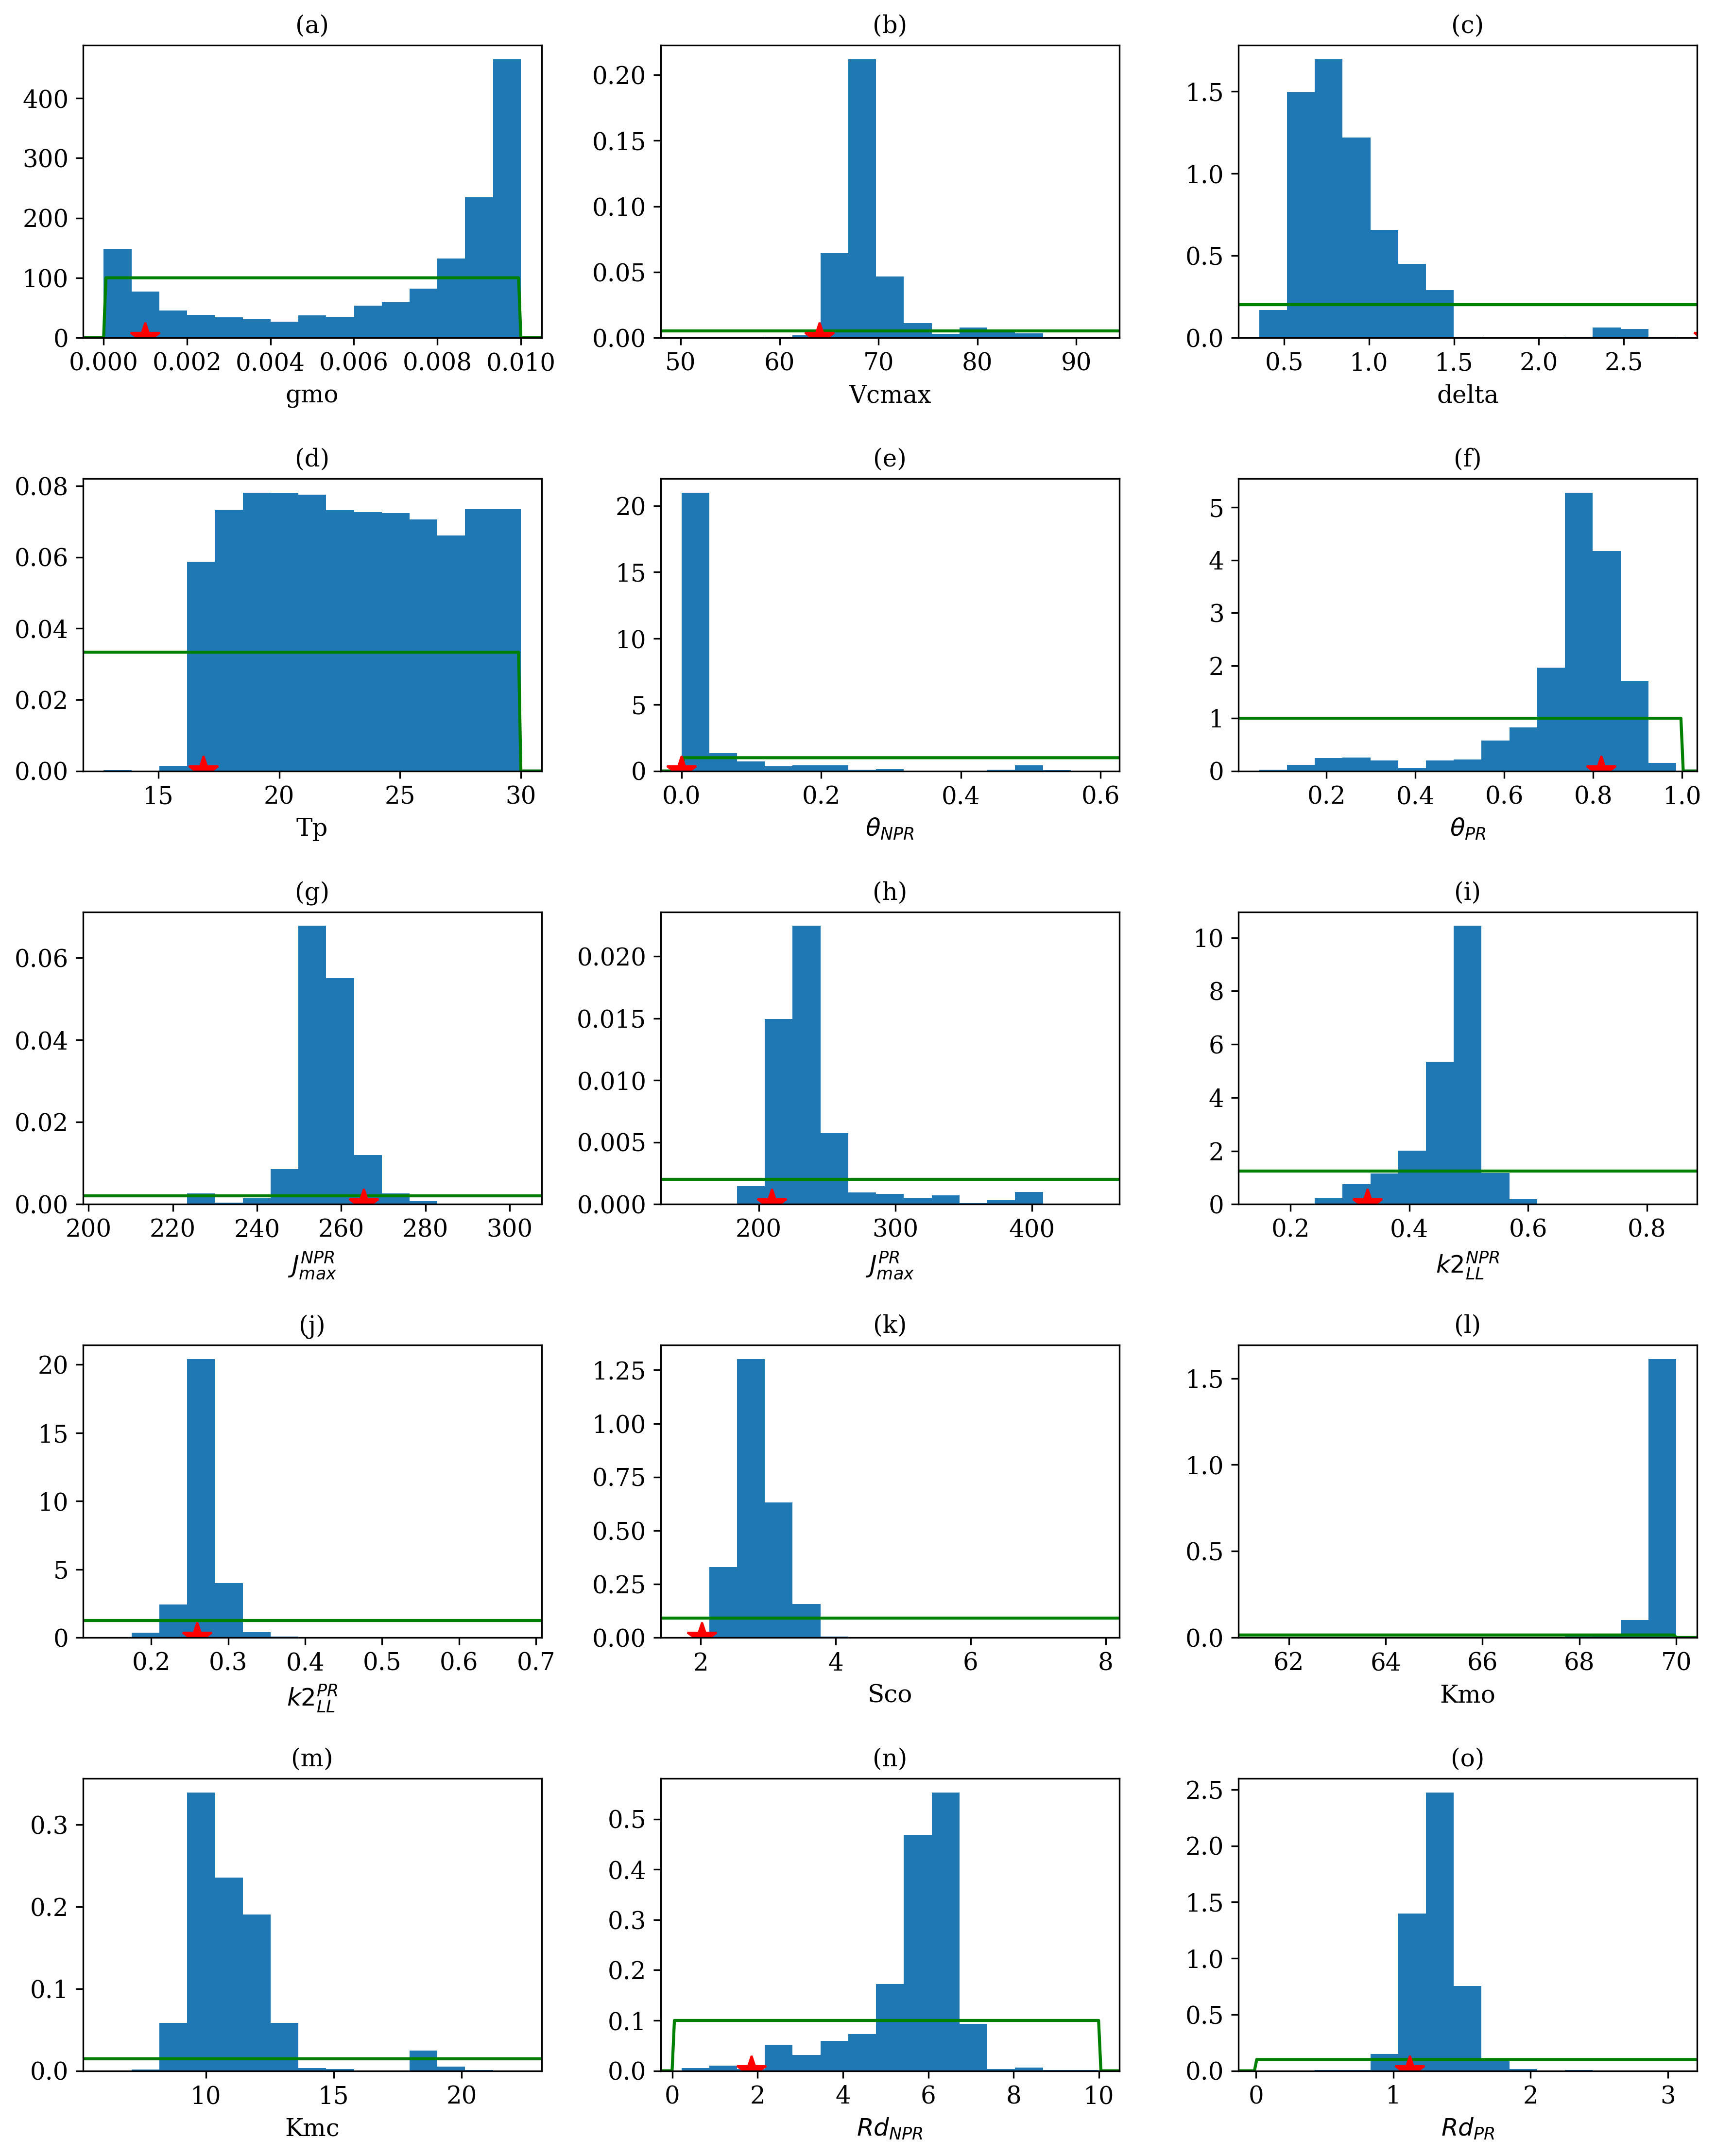 (a) (b) (c)
400 0.20 1.5
300 0.15
200 0.10 1.0
100 0.05 0.5
0 0.00 0.0
0.000 0.002 0.004 0.006 0.008 0.010 50 60 70 80 90 0.5 1.0 1.5 2.0 2.5
gmo Vcmax delta
(d) (e) (f)
0.08 20 5
0.06 15 4
0.04 10 3
0.02 5 2
0.00 0 1
0
15 20 25 30 0.0 0.2 0.4 0.6 0.2 0.4 0.6 0.8 1.0
Tp θNPR θPR
(g) (h) (i)
0.06 0.020 10
0.04 0.015 8
0.02 0.010 6
0.00 0.005 4
0.000 2
0
200 220 240 260 280 300 200 300 400 0.2 0.4 0.6 0.8
J^NPR_max J^PR_max k2^NPR_LL
(j) (k) (l)
20 1.25 1.5
15 1.00 1.0
10 0.75 0.5
5 0.50 0.0
0 0.25
0.00
0.2 0.3 0.4 0.5 0.6 0.7 2 4 6 8 62 64 66 68 70
k2^PR_LL Sco Kmo
(m) (n) (o)
0.3 0.5 2.5
0.2 0.4 2.0
0.1 0.3 1.5
0.0 0.2 1.0
0.1 0.5
0.0 0.0
10 15 20 0 2 4 6 8 10 0 1 2 3
Kmc RdNPR RdPR